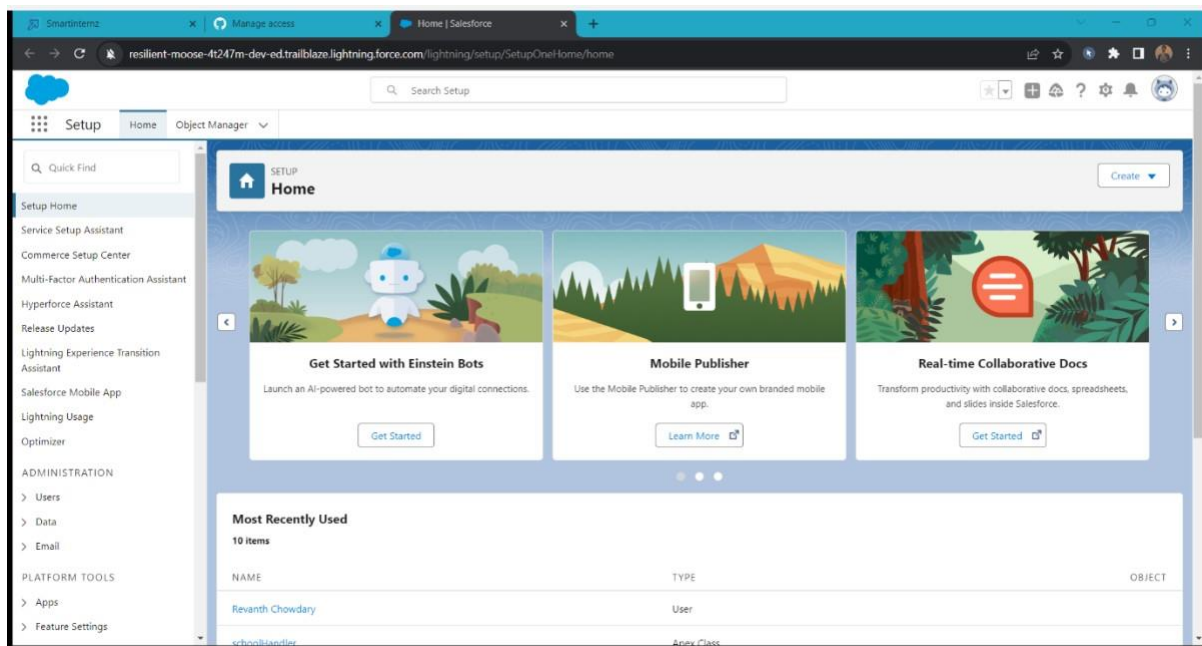 Smartinternz
Manage access
Home | Salesforce
resilient-moose-4t247m-dev-ed.trailblaze.lightning.force.com/lightning/setup/SetupOneHome/home
Search Setup
Setup
Home
Object Manager
Quick Find
Setup Home
Service Setup Assistant
Commerce Setup Center
Multi-Factor Authentication Assistant
Hyperforce Assistant
Release Updates
Lightning Experience Transition
Assistant
Salesforce Mobile App
Lightning Usage
Optimizer
ADMINISTRATION
Users
Data
Email
PLATFORM TOOLS
Apps
Feature Settings
SETUP
Home
Create
Get Started with Einstein Bots
Launch an AI-powered bot to automate your digital connections.
Get Started
Mobile Publisher
Use the Mobile Publisher to create your own branded mobile
app.
Learn More
Real-time Collaborative Docs
Transform productivity with collaborative docs, spreadsheets,
and slides inside Salesforce.
Get Started
Most Recently Used
10 items
NAME TYPE OBJECT
Revanth Chowdary User
schoolHandler Apex Class